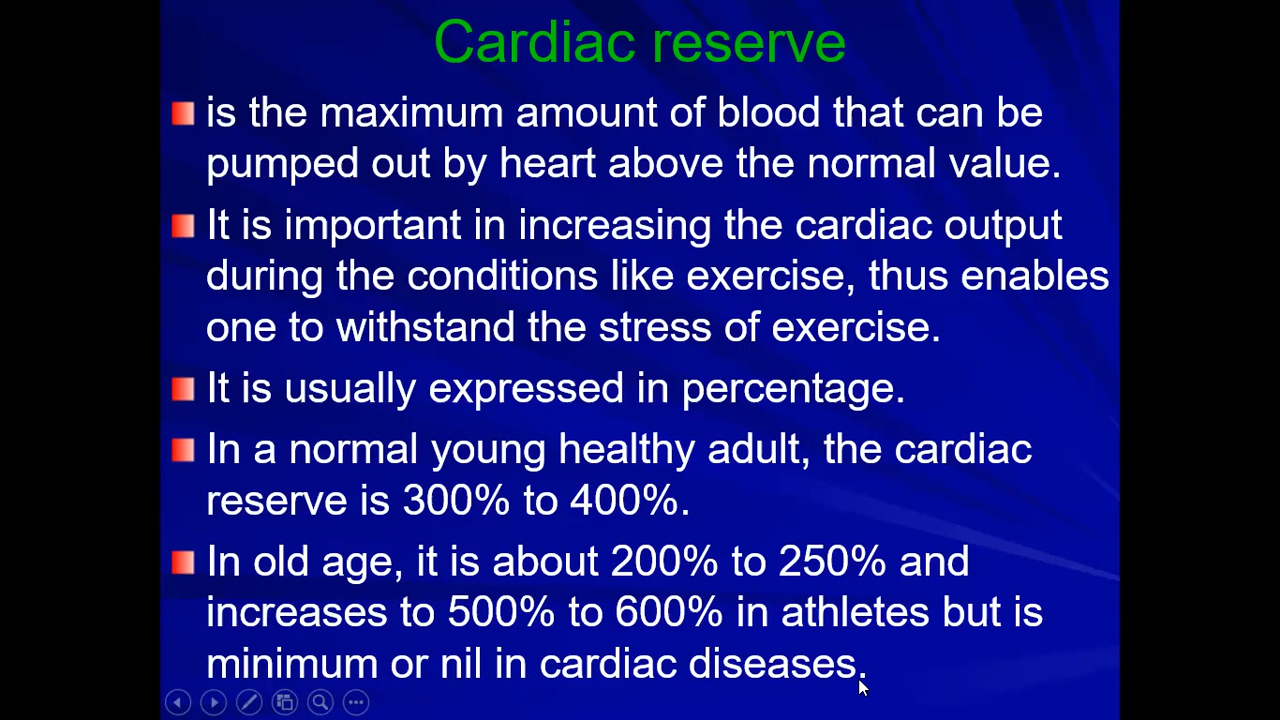 Cardiac reserve
is the maximum amount of blood that can be
pumped out by heart above the normal value.
It is important in increasing the cardiac output
during the conditions like exercise, thus enables
one to withstand the stress of exercise.
It is usually expressed in percentage.
In a normal young healthy adult, the cardiac
reserve is 300% to 400%.
In old age, it is about 200% to 250% and
increases to 500% to 600% in athletes but is
minimum or nil in cardiac diseases.